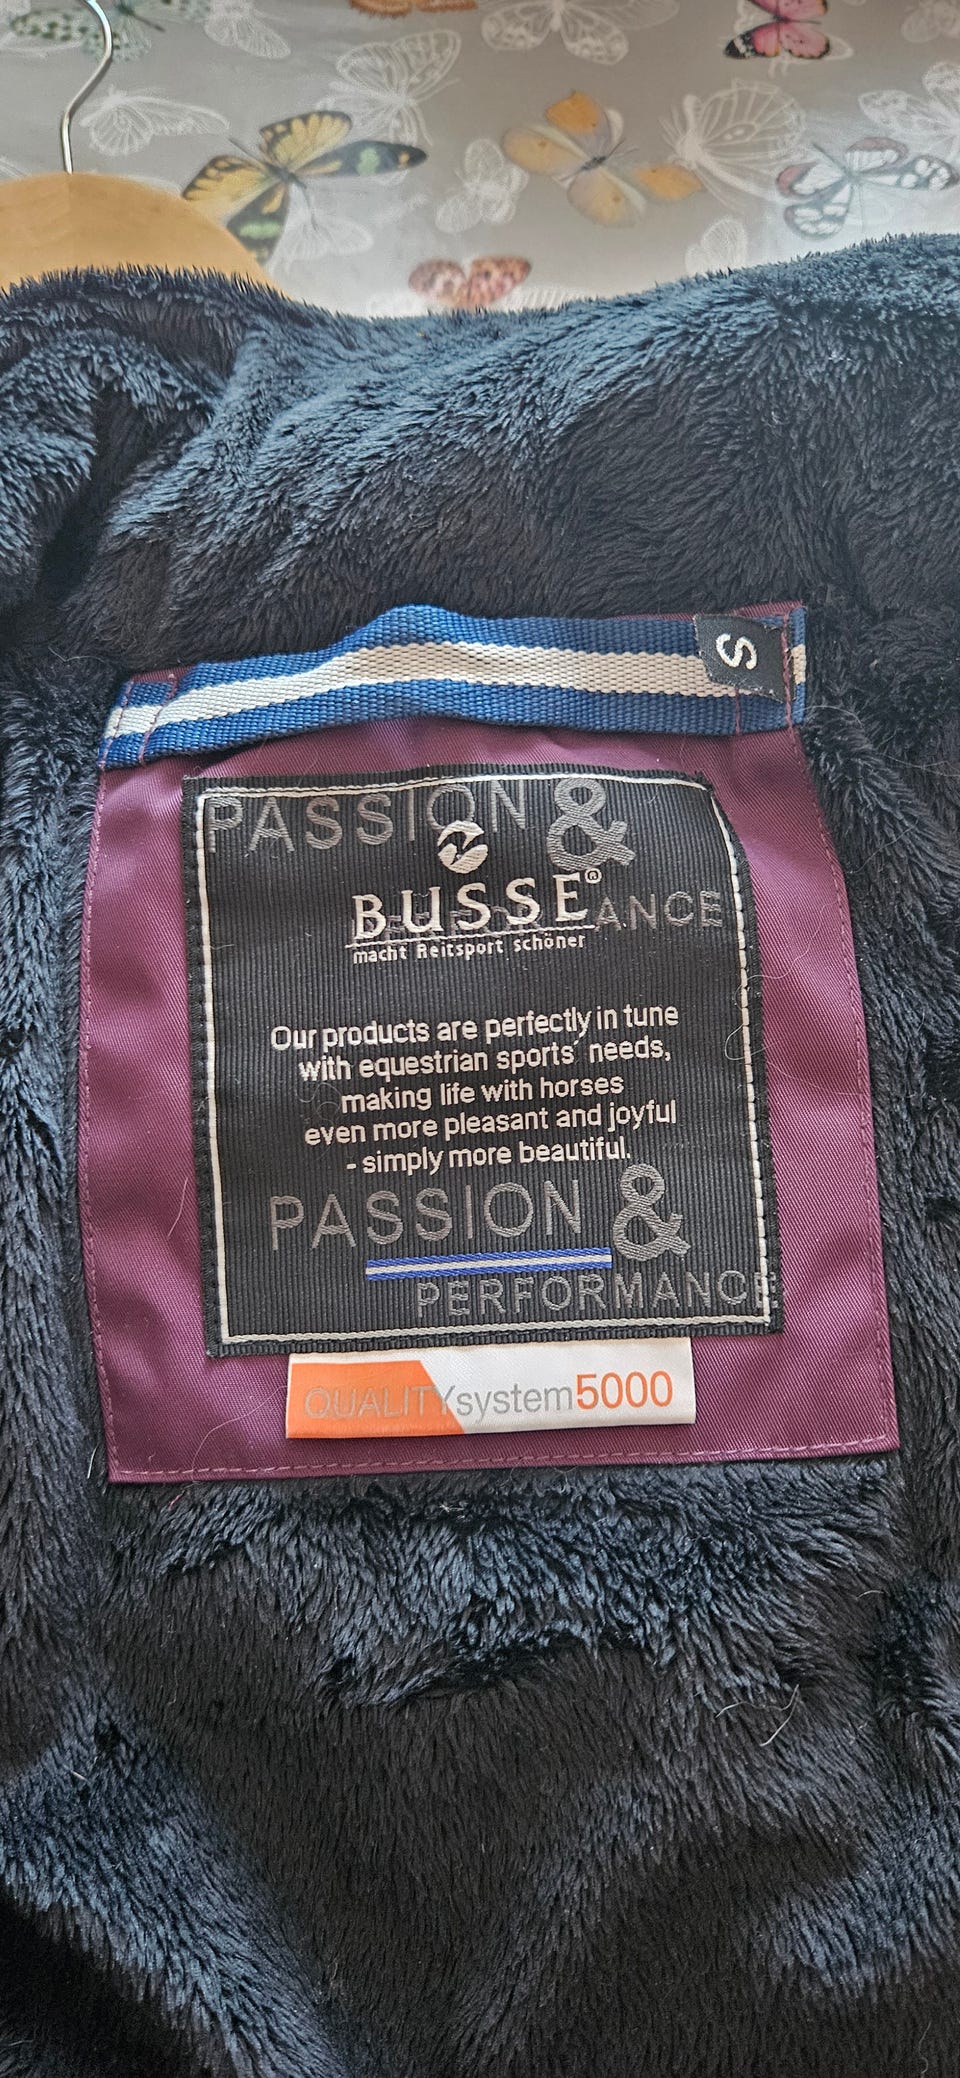 S
PASSION &
BUSSE® ANCE
macht Reitsport schöner
Our products are perfectly in tune
with equestrian sports´ needs,
making life with horses
even more pleasant and joyful
- simply more beautiful.
PASSION &
PERFORMANCE
QUALITYsystem5000